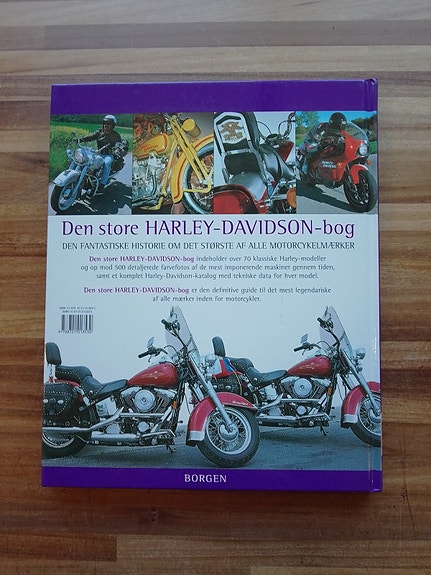 Den store HARLEY-DAVIDSON-bog
DEN FANTASTISKE HISTORIE OM DET STØRSTE AF ALLE MOTORCYKELMÆRKER
Den store HARLEY-DAVIDSON-bog indeholder over 70 klassiske Harley-modeller
og op mod 500 detaljerede farvefotos af de mest imponerende maskiner gennem tiden,
samt et komplet Harley-Davidson-katalog med tekniske data for hver model.
Den store HARLEY-DAVIDSON-bog er den definitive guide til det mest legendariske
af alle mærker inden for motorcykler.
BORGEN